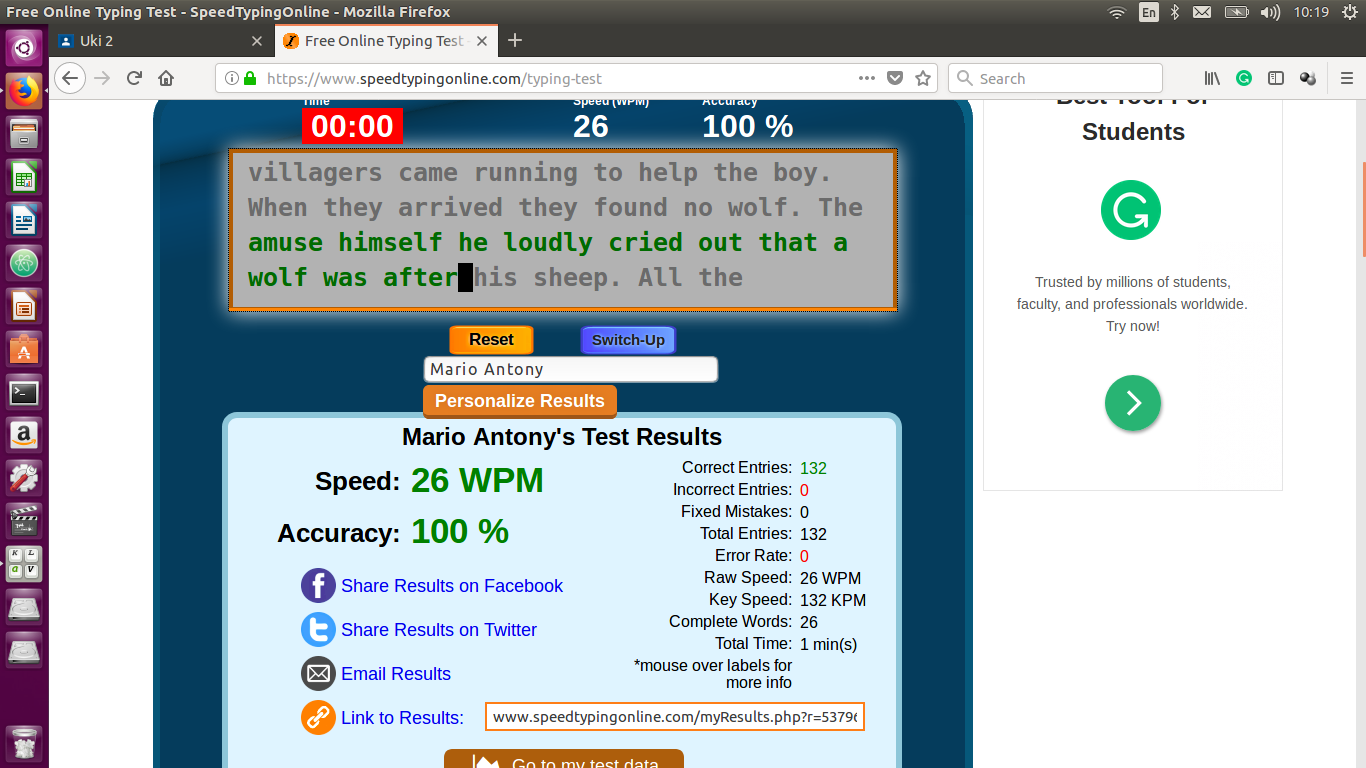 Free Online Typing Test - SpeedTypingOnline - Mozilla Firefox
En
10:19
Uki 2
Free Online Typing Test -
https://www.speedtypingonline.com/typing-test
Search
Time
Speed (WPM)
Accuracy
00:00
26
100 %
villagers came running to help the boy.
When they arrived they found no wolf. The
amuse himself he loudly cried out that a
wolf was after his sheep. All the
Reset
Switch-Up
Mario Antony
Personalize Results
Mario Antony's Test Results
Speed: 26 WPM
Accuracy: 100 %
Share Results on Facebook
Share Results on Twitter
Email Results
Link to Results:
www.speedtypingonline.com/myResults.php?r=53796
Go to my test data
Correct Entries: 132
Incorrect Entries: 0
Fixed Mistakes: 0
Total Entries: 132
Error Rate: 0
Raw Speed: 26 WPM
Key Speed: 132 KPM
Complete Words: 26
Total Time: 1 min(s)
*mouse over labels for
more info
Best Tool For
Students
Trusted by millions of students,
faculty, and professionals worldwide.
Try now!